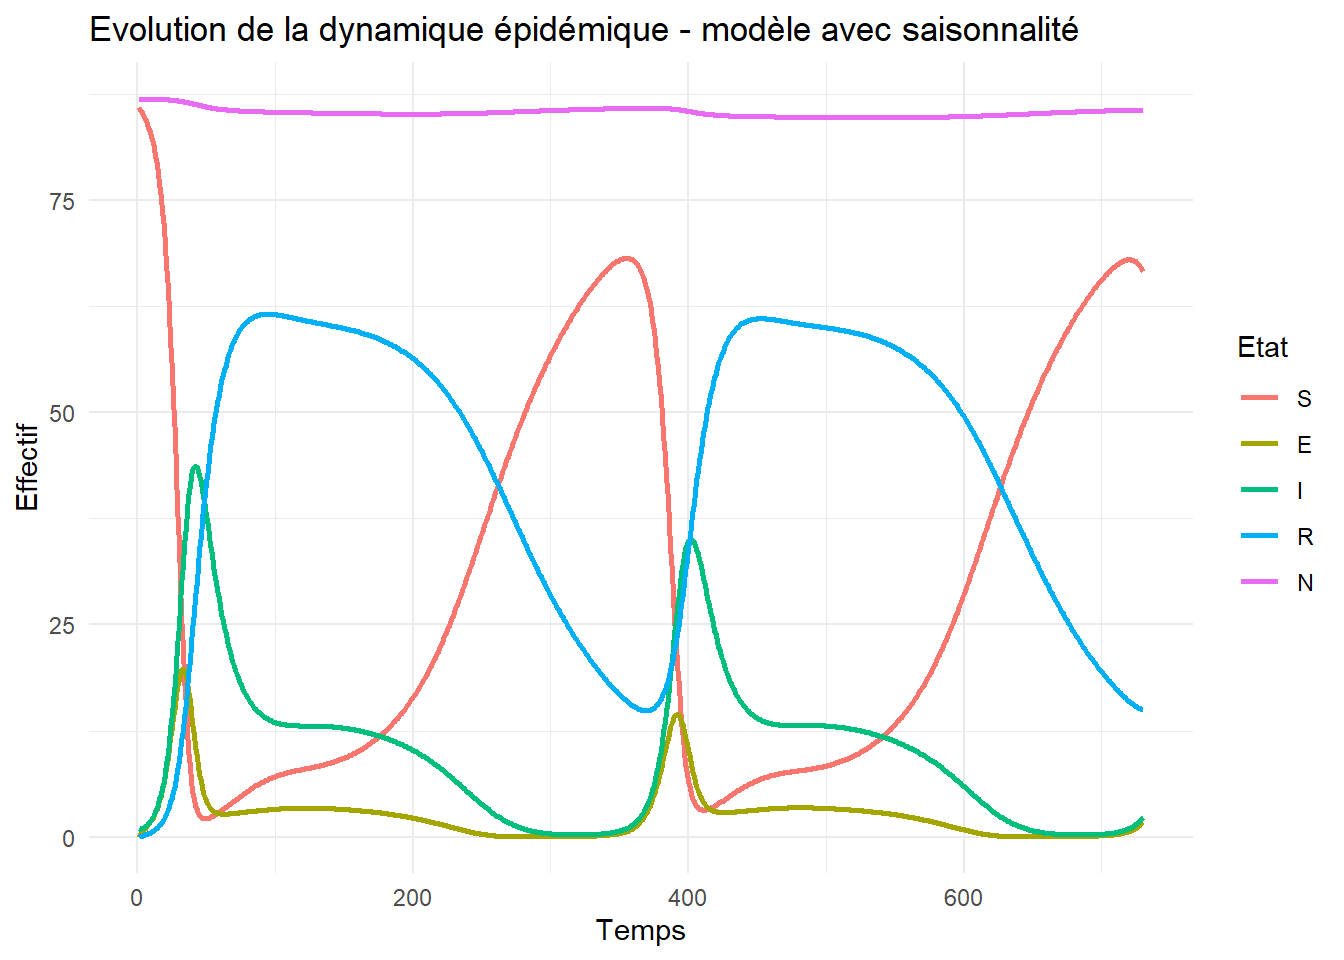 Evolution de la dynamique épidémique - modèle avec saisonnalité
75
50
25
0
Effectif
0 200 400 600
Temps
Etat
S
E
I
R
N